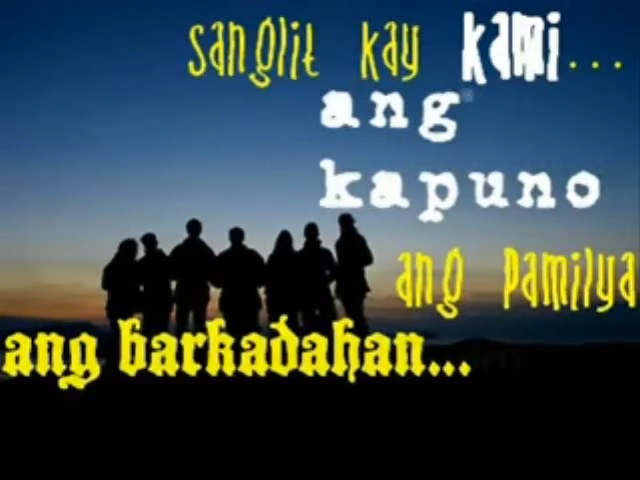 sanglit kay kami...
ang
kapuno
ang pamilya
ang barkadahan...